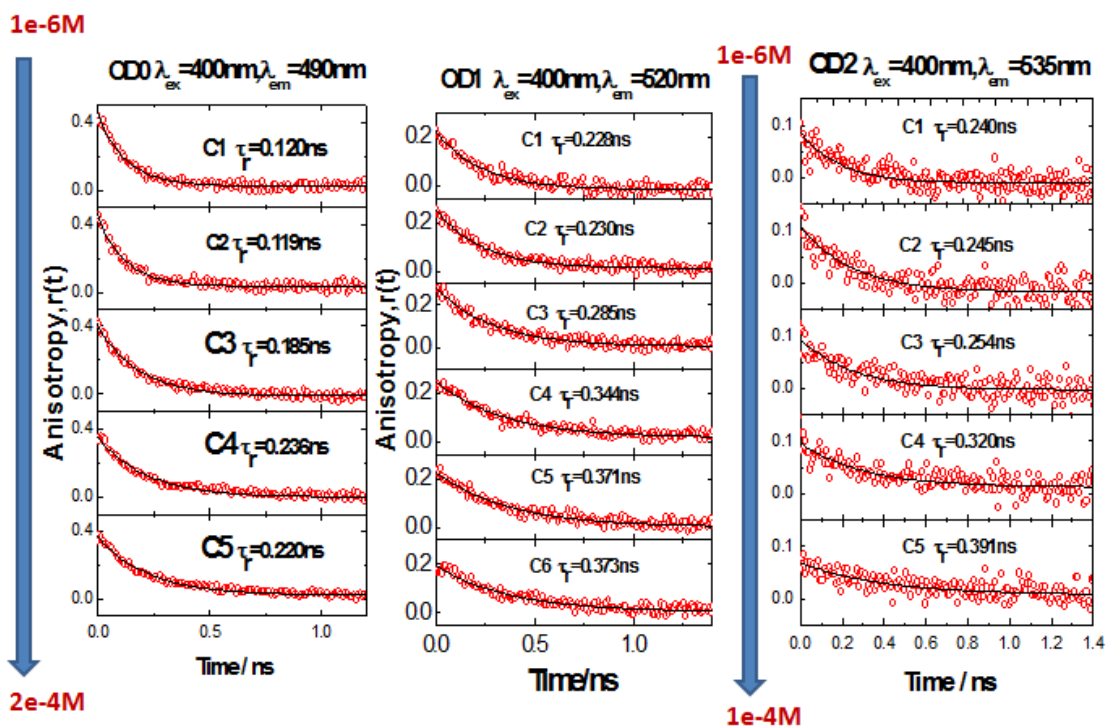 1e-6M
2e-4M
OD0 λex=400nm,λem=490nm
Anisotropy,r(t)
0.4
0.0
C1 τr=0.120ns
0.4
0.0
C2 τr=0.119ns
0.4
0.0
C3 τr=0.185ns
0.4
0.0
C4 τr=0.236ns
0.4
0.0
C5 τr=0.220ns
0.0 0.5 1.0
Time/ ns
OD1 λex=400nm,λem=520nm
Anisotropy,r(t)
0.2
0.0
C1 τr=0.228ns
0.2
0.0
C2 τr=0.230ns
0.2
0.0
C3 τr=0.285ns
0.2
0.0
C4 τr=0.344ns
0.2
0.0
C5 τr=0.371ns
0.2
0.0
C6 τr=0.373ns
0.0 0.5 1.0
Time/ns
1e-6M
1e-4M
OD2 λex=400nm,λem=535nm
0.1
0.0
C1 τr=0.240ns
0.1
0.0
C2 τr=0.245ns
0.1
0.0
C3 τr=0.254ns
0.1
0.0
C4 τr=0.320ns
0.1
0.0
C5 τr=0.391ns
0.0 0.2 0.4 0.6 0.8 1.0 1.2 1.4
Time / ns